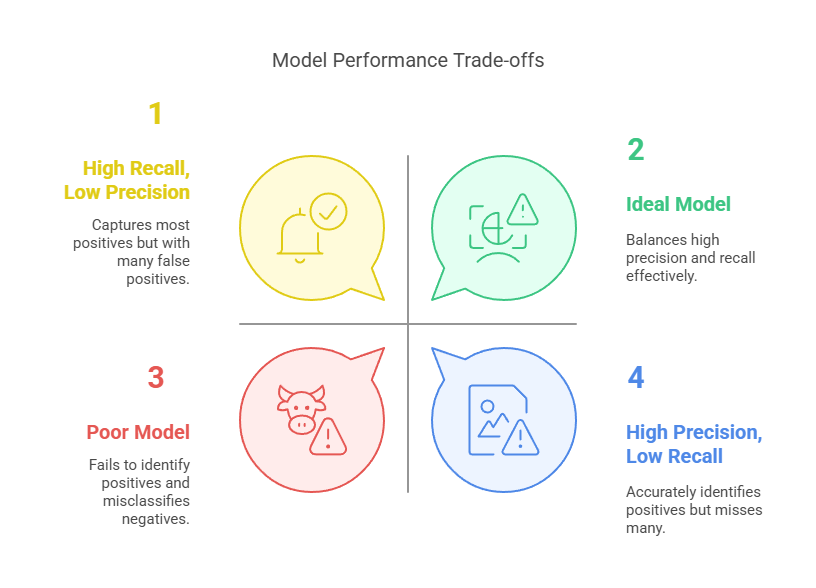 Model Performance Trade-offs
1
High Recall,
Low Precision
Captures most
positives but with
many false
positives.
2
Ideal Model
Balances high
precision and recall
effectively.
3
Poor Model
Fails to identify
positives and
misclassifies
negatives.
4
High Precision,
Low Recall
Accurately identifies
positives but misses
many.